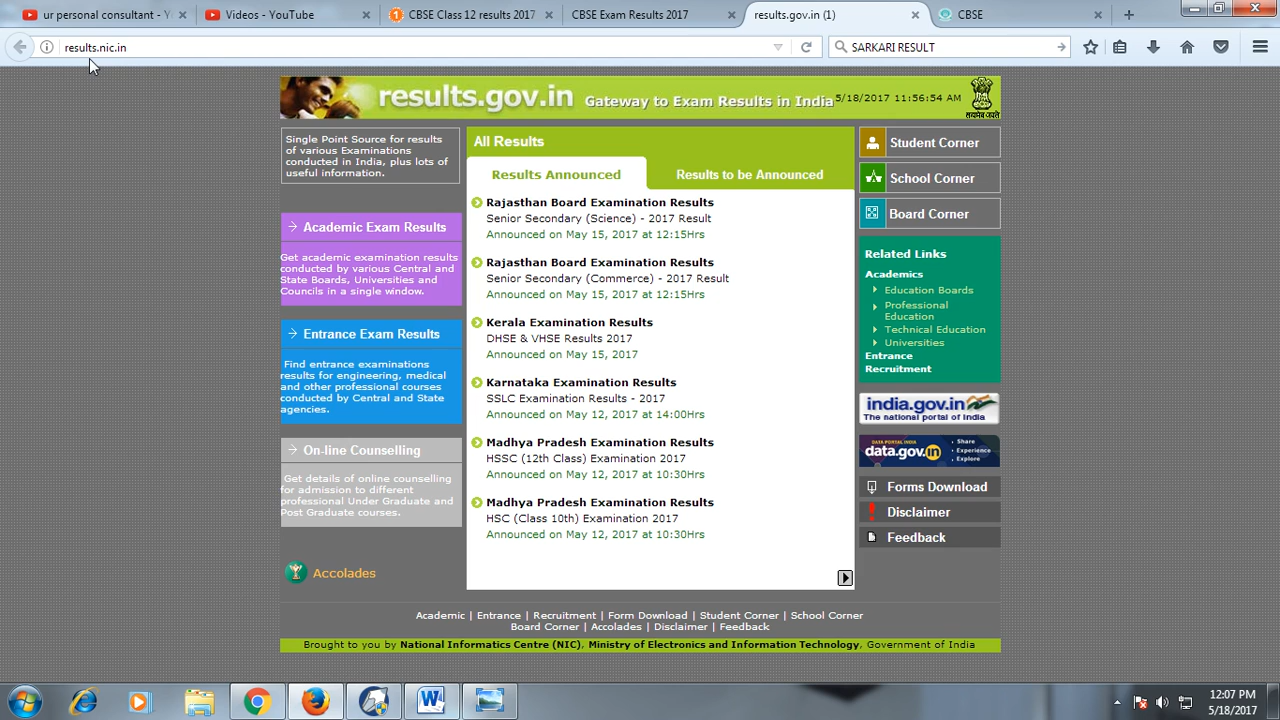 ur personal consultant - Y
Videos - YouTube
CBSE Class 12 results 2017
CBSE Exam Results 2017
results.gov.in (1)
CBSE
results.nic.in
SARKARI RESULT
results.gov.in Gateway to Exam Results in India 5/18/2017 11:56:54 AM
सत्यमेव जयते
Single Point Source for results
of various Examinations
conducted in India, plus lots of
useful information.
Academic Exam Results
Get academic examination results
conducted by various Central and
State Boards, Universities and
Councils in a single window.
Entrance Exam Results
Find entrance examinations
results for engineering, medical
and other professional courses
conducted by Central and State
agencies.
On-line Counselling
Get details of online counselling
for admission to different
professional Under Graduate and
Post Graduate courses.
Accolades
All Results
Results Announced
Results to be Announced
Rajasthan Board Examination Results
Senior Secondary (Science) - 2017 Result
Announced on May 15, 2017 at 12:15Hrs
Rajasthan Board Examination Results
Senior Secondary (Commerce) - 2017 Result
Announced on May 15, 2017 at 12:15Hrs
Kerala Examination Results
DHSE & VHSE Results 2017
Announced on May 15, 2017
Karnataka Examination Results
SSLC Examination Results - 2017
Announced on May 12, 2017 at 14:00Hrs
Madhya Pradesh Examination Results
HSSC (12th Class) Examination 2017
Announced on May 12, 2017 at 10:30Hrs
Madhya Pradesh Examination Results
HSC (Class 10th) Examination 2017
Announced on May 12, 2017 at 10:30Hrs
Student Corner
School Corner
Board Corner
Related Links
Academics
Education Boards
Professional
Education
Technical Education
Universities
Entrance
Recruitment
india.gov.in
The national portal of India
DATA PORTAL INDIA
data.gov.in
Share
Experience
Explore
Forms Download
Disclaimer
Feedback
Academic | Entrance | Recruitment | Form Download | Student Corner | School Corner
Board Corner | Accolades | Disclaimer | Feedback
Brought to you by National Informatics Centre (NIC), Ministry of Electronics and Information Technology, Government of India
12:07 PM
5/18/2017